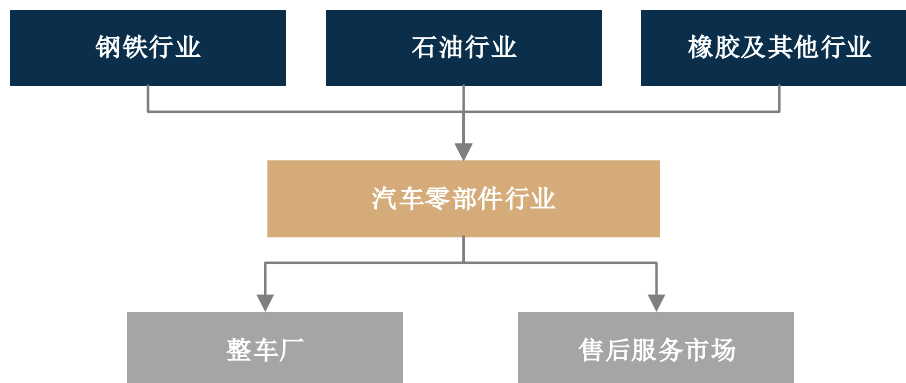 钢铁行业
石油行业
橡胶及其他行业
汽车零部件行业
整车厂
售后服务市场